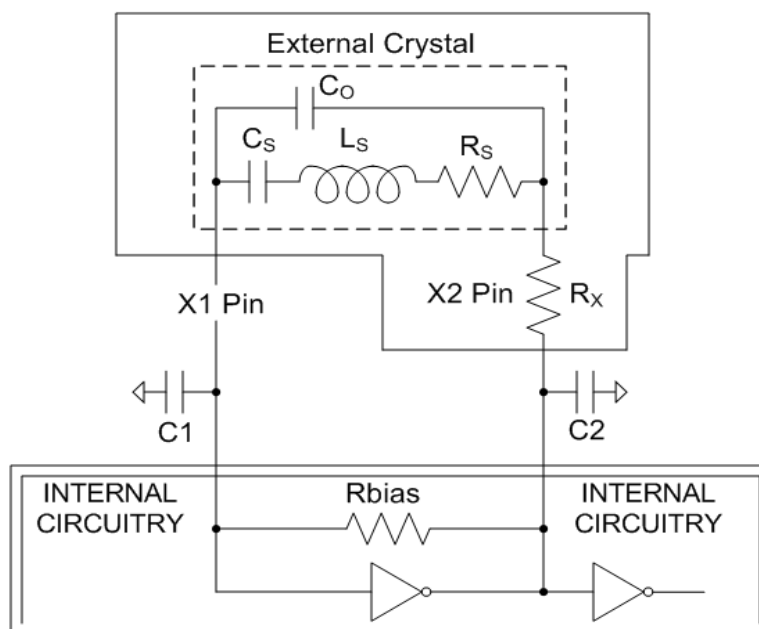 External Crystal
CO
CS
LS
RS
X1 Pin
X2 Pin
RX
C1
C2
INTERNAL
CIRCUITRY
Rbias
INTERNAL
CIRCUITRY